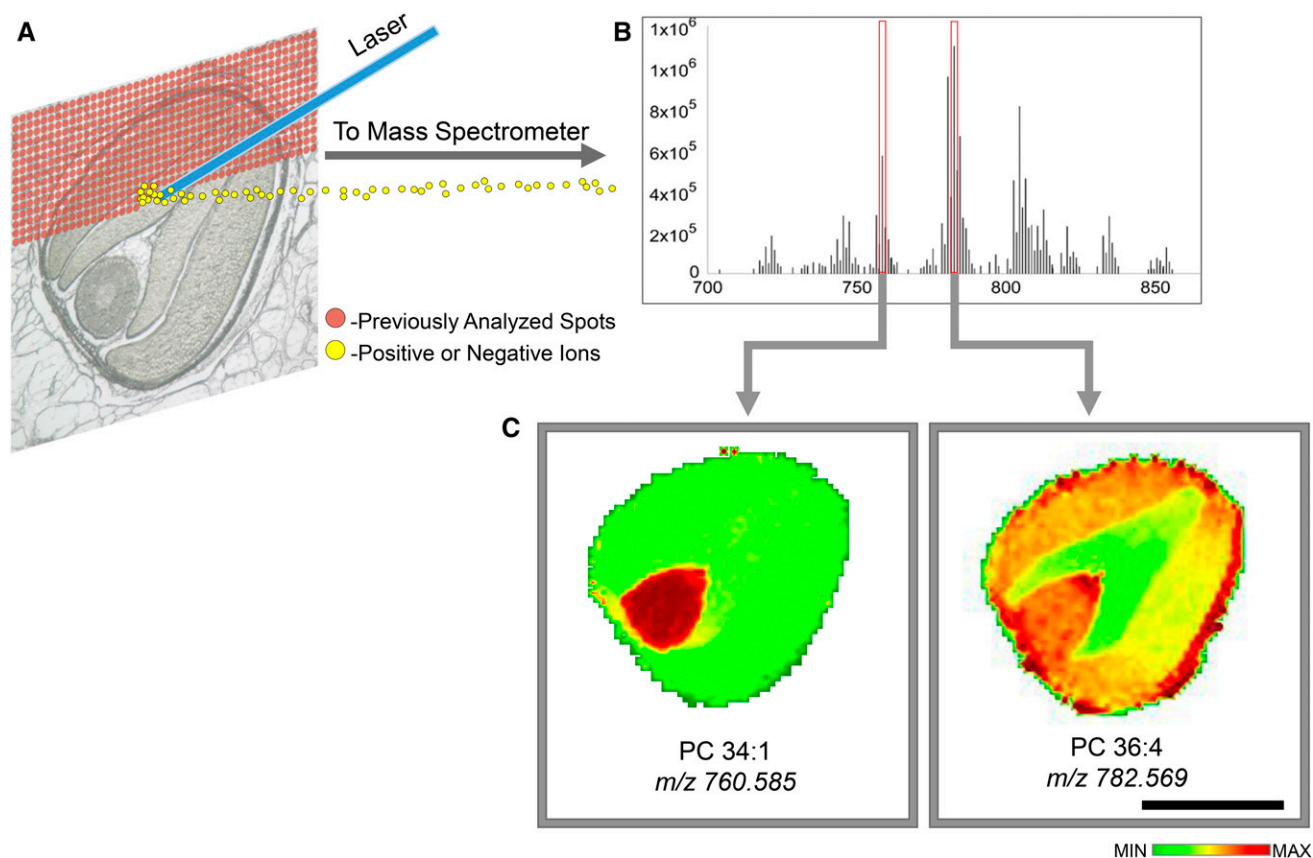 A
Laser
To Mass Spectrometer
-Previously Analyzed Spots
-Positive or Negative Ions
B
1x10⁶
1x10⁶
8x10⁵
6x10⁵
4x10⁵
2x10⁵
0
700 750 800 850
C
PC 34:1
m/z 760.585
PC 36:4
m/z 782.569
MIN MAX